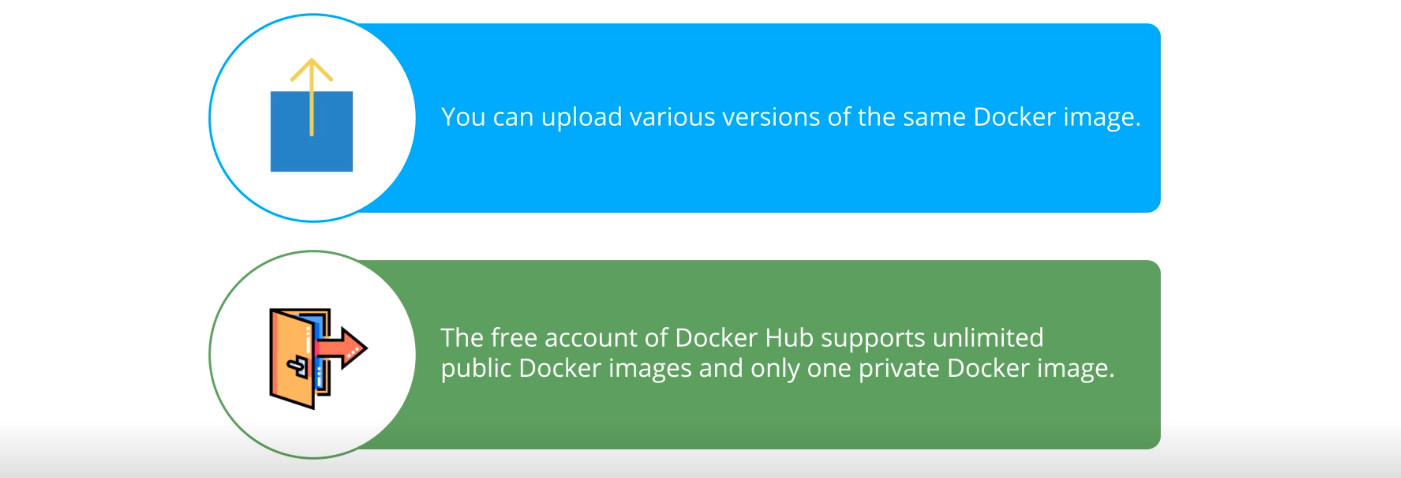 You can upload various versions of the same Docker image.
The free account of Docker Hub supports unlimited
public Docker images and only one private Docker image.